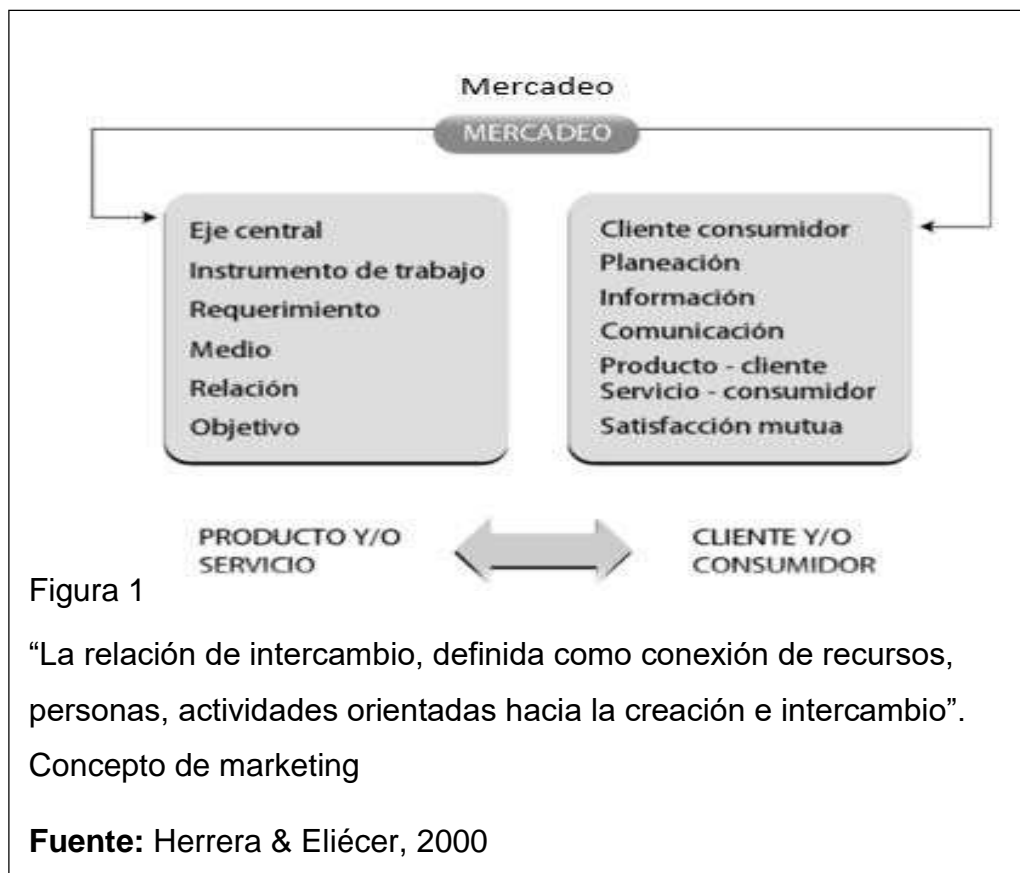 Mercadeo
MERCADEO
Eje central
Instrumento de trabajo
Requerimiento
Medio
Relación
Objetivo
Cliente consumidor
Planeación
Información
Comunicación
Producto - cliente
Servicio - consumidor
Satisfacción mutua
PRODUCTO Y/O
SERVICIO
CLIENTE Y/O
CONSUMIDOR
Figura 1
“La relación de intercambio, definida como conexión de recursos,
personas, actividades orientadas hacia la creación e intercambio”.
Concepto de marketing
Fuente: Herrera & Eliécer, 2000